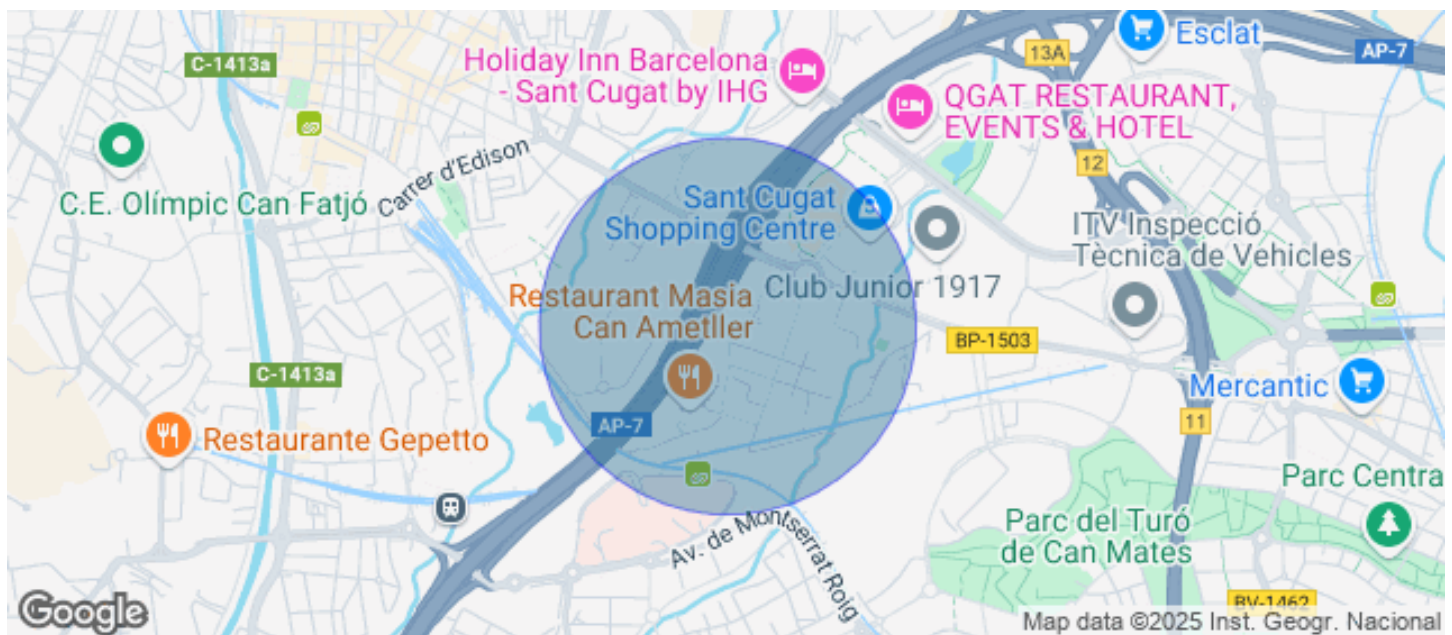 Esclat
AP-7
13A
C-1413a
Holiday Inn Barcelona
- Sant Cugat by IHG
QGAT RESTAURANT,
EVENTS & HOTEL
12
Carrer d'Edison
C.E. Olímpic Can Fatjó
Sant Cugat
Shopping Centre
ITV Inspecció
Tècnica de Vehicles
Club Junior 1917
Restaurant Masia
Can Ametller
BP-1503
C-1413a
Mercantic
AP-7
11
Restaurante Gepetto
Parc Centra
Parc del Turó
de Can Mates
Av. de Montserrat Roig
BV-1462
Google
Map data ©2025 Inst. Geogr. Nacional